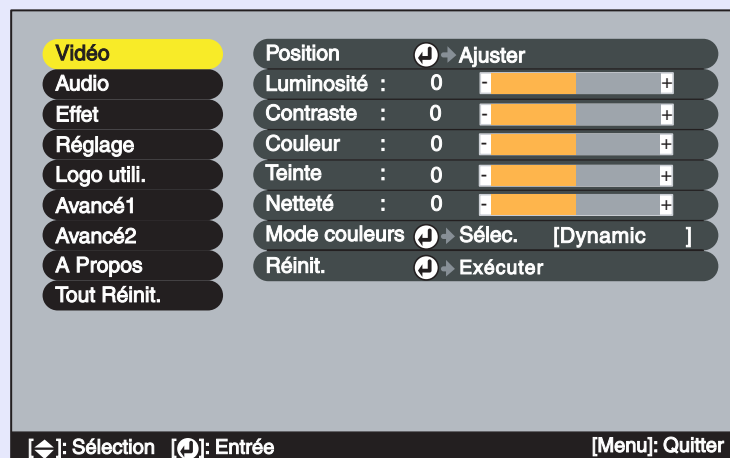 Vidéo
Audio
Effet
Réglage
Logo utili.
Avancé1
Avancé2
A Propos
Tout Réinit.
Position Ajuster
Luminosité : 0 - +
Contraste : 0 - +
Couleur : 0 - +
Teinte : 0 - +
Netteté : 0 - +
Mode couleurs Sélec. [Dynamic ]
Réinit. Exécuter
[ ]: Sélection [ ]: Entrée [Menu]: Quitter